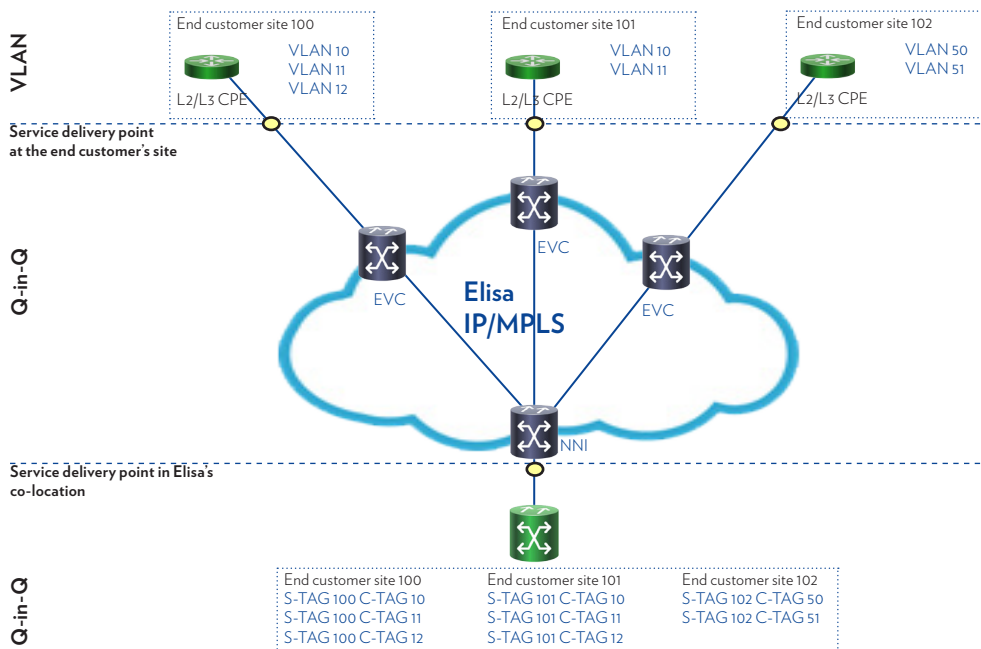 VLAN
End customer site 100
VLAN 10
VLAN 11
VLAN 12
L2/L3 CPE
End customer site 101
VLAN 10
VLAN 11
L2/L3 CPE
End customer site 102
VLAN 50
VLAN 51
L2/L3 CPE
Service delivery point
at the end customer's site
Q-in-Q
EVC
EVC
EVC
Elisa
IP/MPLS
NNI
Service delivery point in Elisa's
co-location
Q-in-Q
End customer site 100
S-TAG 100 C-TAG 10
S-TAG 100 C-TAG 11
S-TAG 100 C-TAG 12
End customer site 101
S-TAG 101 C-TAG 10
S-TAG 101 C-TAG 11
S-TAG 101 C-TAG 12
End customer site 102
S-TAG 102 C-TAG 50
S-TAG 102 C-TAG 51